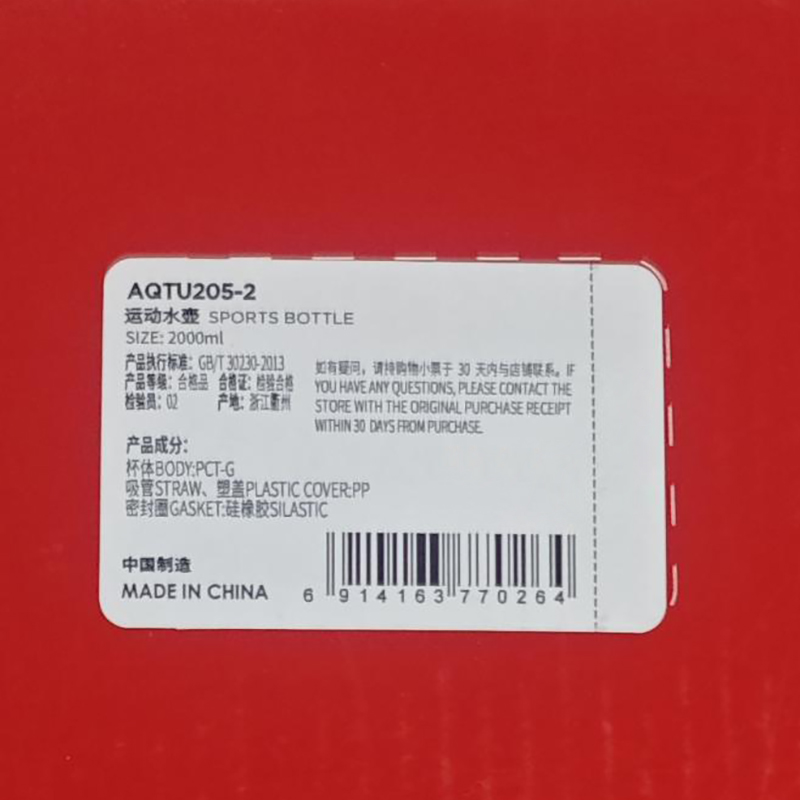 AQTU205-2
运动水壶 SPORTS BOTTLE
SIZE: 2000ml
产品执行标准: GB/T 30230-2013
产品等级: 合格品 合格证: 检验合格
检验员: 02 产地: 浙江衢州
如有疑问，请持购物小票于 30 天内与店铺联系。IF
YOU HAVE ANY QUESTIONS, PLEASE CONTACT THE
STORE WITH THE ORIGINAL PURCHASE RECEIPT
WITHIN 30 DAYS FROM PURCHASE.
产品成分:
杯体BODY:PCT-G
吸管STRAW、塑盖PLASTIC COVER:PP
密封圈GASKET:硅橡胶SILASTIC
中国制造
MADE IN CHINA
6 914163 770264